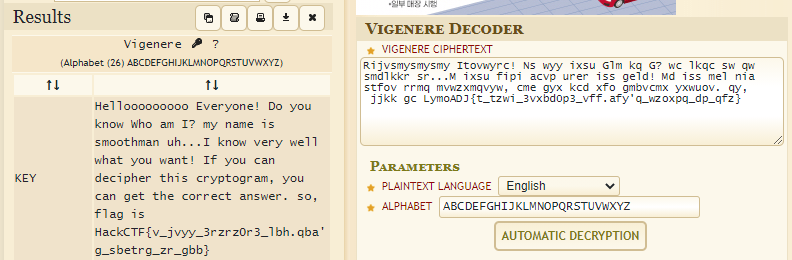 Results
Vigenere ?
(Alphabet (26) ABCDEFGHIJKLMNOPQRSTUVWXYZ)
KEY
Hellooooooooo Everyone! Do you
know Who am I? my name is
smoothman uh...I know very well
what you want! If you can
decipher this cryptogram, you
can get the correct answer. so,
flag is
HackCTF{v_jvyy_3rzrz0r3_lbh.qba'
g_sbetrg_zr_gbb}
*일부 매장 시행
Vigenere Decoder
VIGENERE CIPHERTEXT
Rijvsmysmysmy Itovwyrc! Ns wyy ixsu Glm kq G? wc lkqc sw qw
smdlkkr sr...M ixsu fipi acvp urer iss geld! Md iss mel nia
stfov rrmq mvwzxmqvyw, cme gyx kcd xfo gmbvcmx yxwuov. qy,
jjkk gc LymoADJ{t_tzwi_3vxbd0p3_vff.afy'q_wzoxpq_dp_qfz}
Parameters
PLAINTEXT LANGUAGE English
ALPHABET ABCDEFGHIJKLMNOPQRSTUVWXYZ
AUTOMATIC DECRYPTION